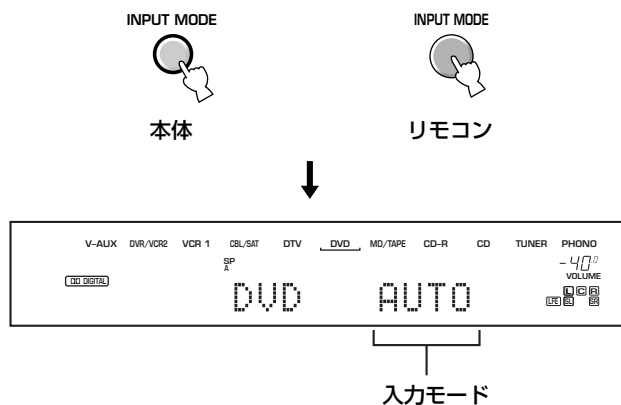 INPUT MODE INPUT MODE
本体 リモコン
V-AUX DVR/VCR2 VCR 1 CBL/SAT DTV DVD MD/TAPE CD-R CD TUNER PHONO
SP
A
-40.0
VOLUME
DIGITAL
DVD AUTO
L C R
LFE SL SR
入力モード